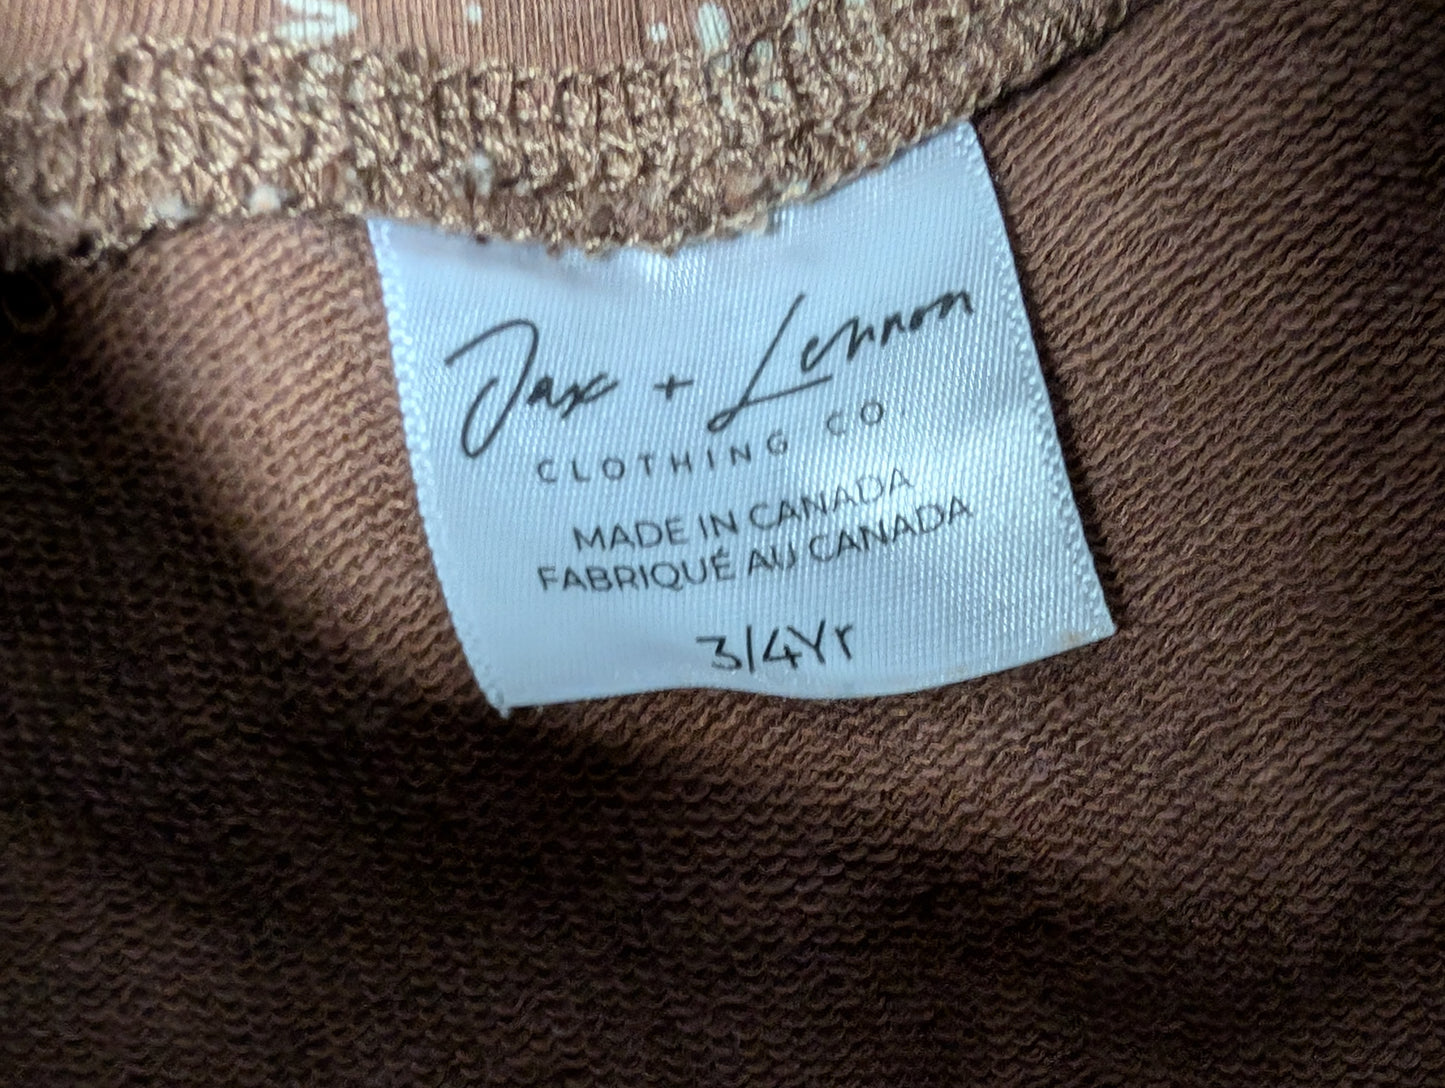 Jax + Lennon
CLOTHING CO.
MADE IN CANADA
FABRIQUÉ AU CANADA
3/4Yr